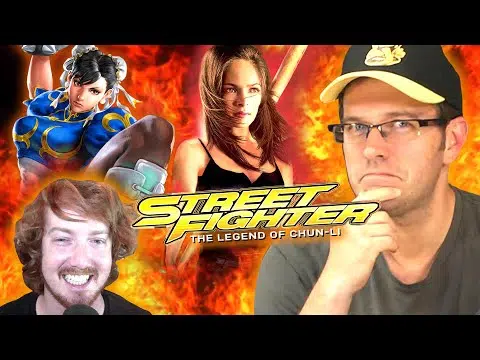 STREET
FIGHTER
THE LEGEND OF CHUN-LI